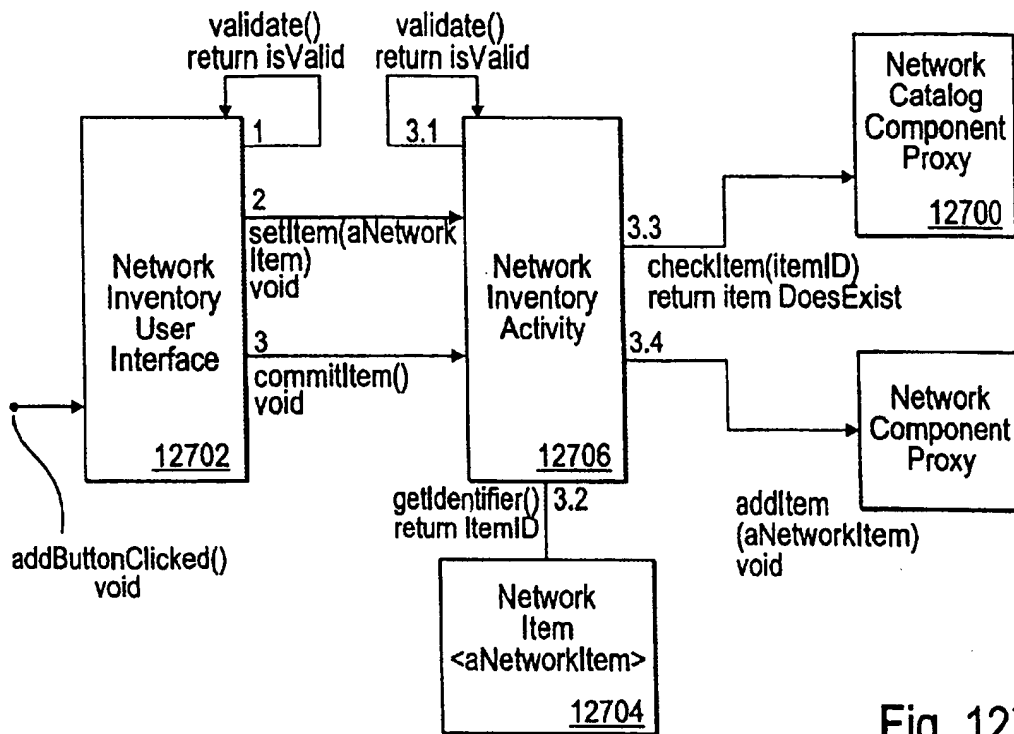 validate()
return isValid
validate()
return isValid
1
3.1
Network
Catalog
Component
Proxy
12700
2
setItem(aNetwork
Item)
void
3.3
checkItem(itemID)
return item DoesExist
Network
Inventory
User
Interface
12702
Network
Inventory
Activity
12706
3
commitItem()
void
3.4
Network
Component
Proxy
addButtonClicked()
void
getIdentifier()
return ItemID
3.2
addItem
(aNetworkItem)
void
Network
Item
<aNetworkItem>
12704
Fig.